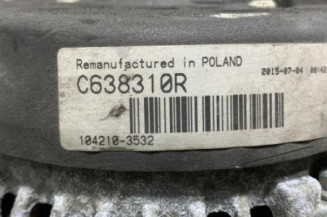 Remanufactured in POLAND
2015-07-04
C638310R
104210-3532